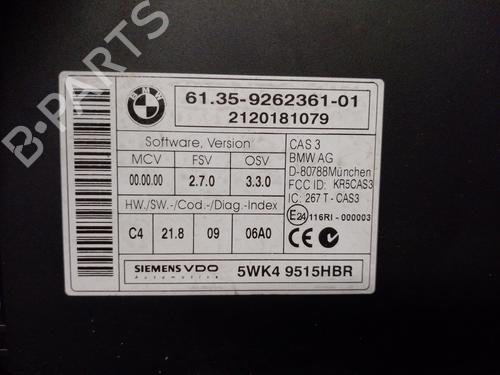 B-PARTS
BMW
61.35-9262361-01
2120181079
Software, Version
MCV FSV OSV
00.00.00 2.7.0 3.3.0
HW./SW.-/Cod.-/Diag.-Index
C4 21.8 09 06A0
CAS 3
BMW AG
D-80788München
FCC ID: KR5CAS3
IC: 267 T - CAS3
E24 116RI - 000003
CE
SIEMENS VDO
Automotive
5WK4 9515HBR